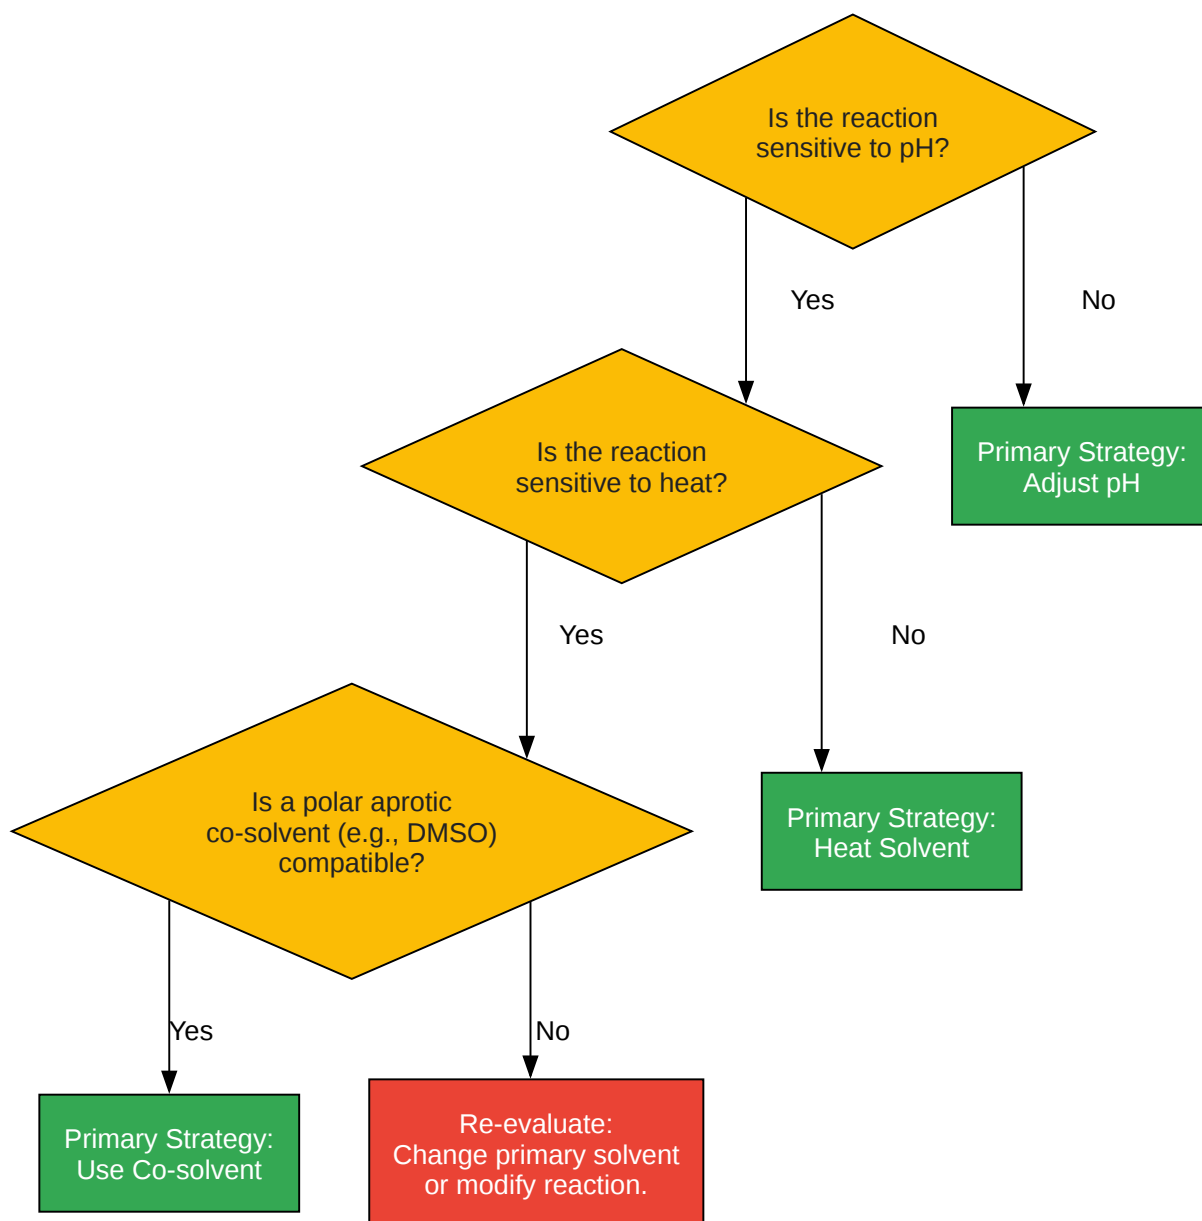 Is the reaction
sensitive to pH?
Yes
No
Is the reaction
sensitive to heat?
Primary Strategy:
Adjust pH
Yes
No
Is a polar aprotic
co-solvent (e.g., DMSO)
compatible?
Primary Strategy:
Heat Solvent
Yes
No
Primary Strategy:
Use Co-solvent
Re-evaluate:
Change primary solvent
or modify reaction.